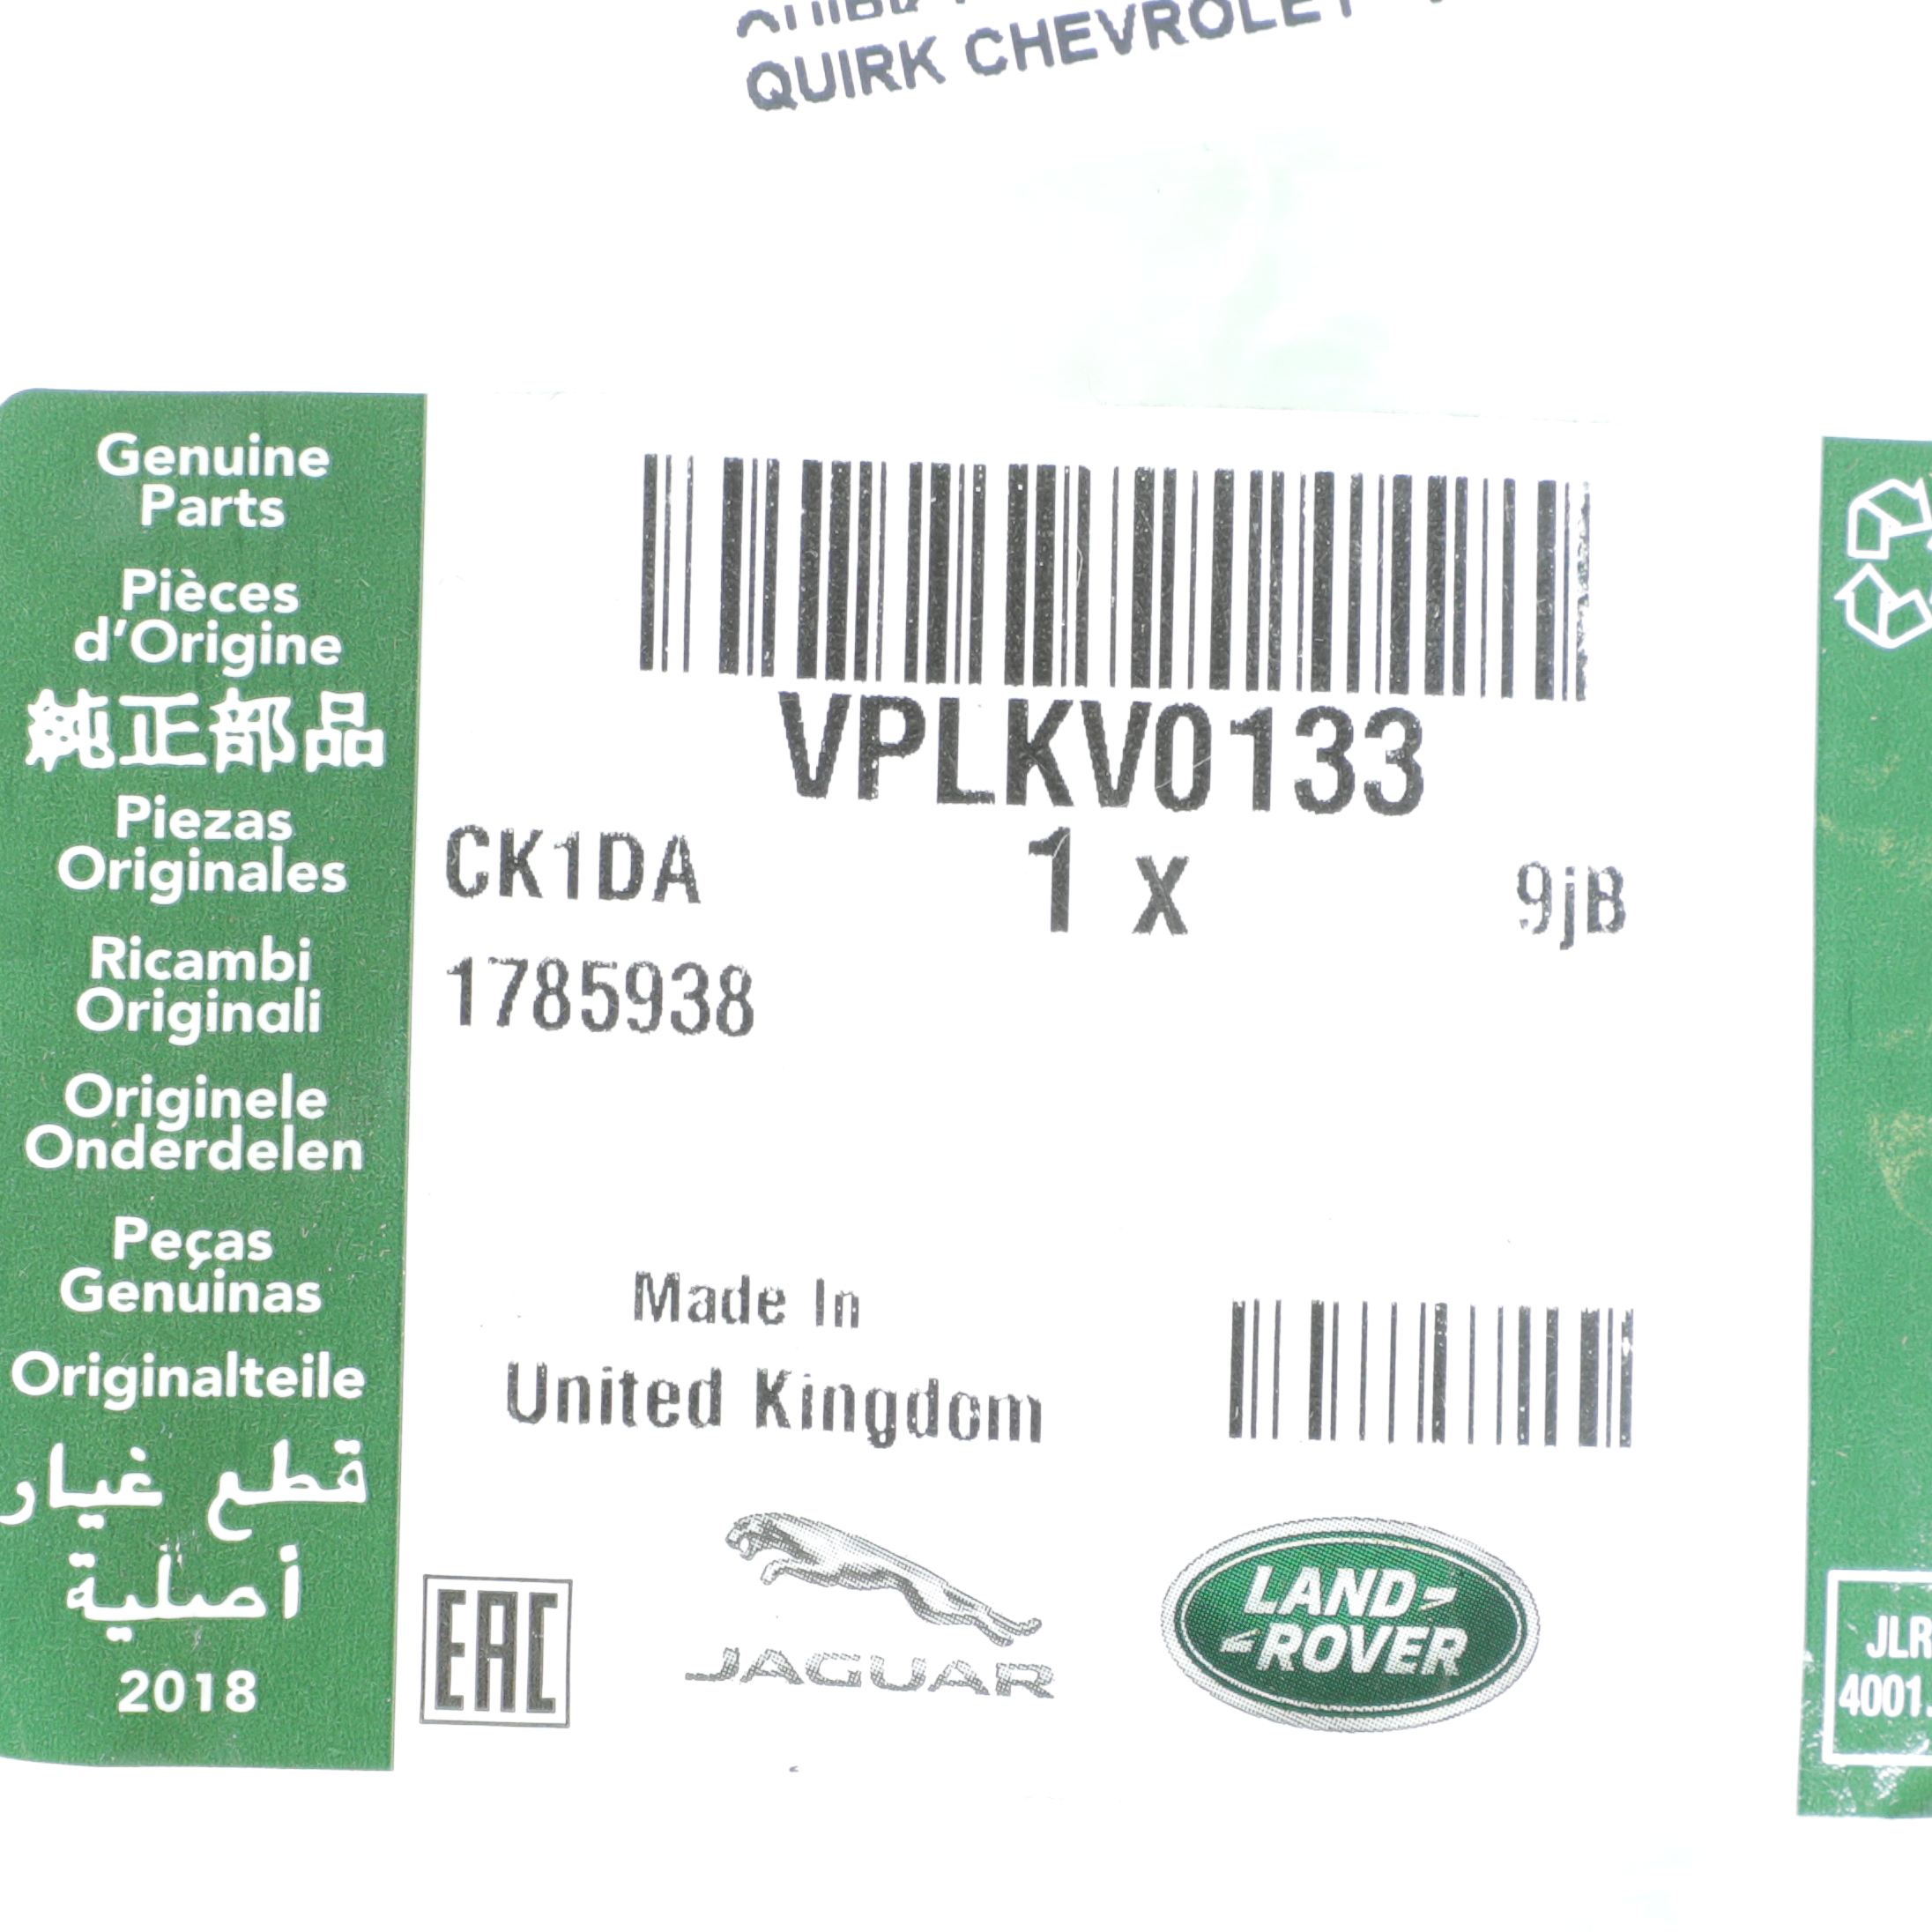 QUIRK CHEVROLET
Genuine
Parts
Pièces
d'Origine
純正部品
Piezas
Originales
Ricambi
Originali
Originele
Onderdelen
Peças
Genuinas
Originalteile
قطع غيار
أصلية
2018
VPLKV0133
CK1DA
1 X
9jB
1785938
Made In
United Kingdom
EAC
JAGUAR
LAND-
-ROVER
JLR
4001.